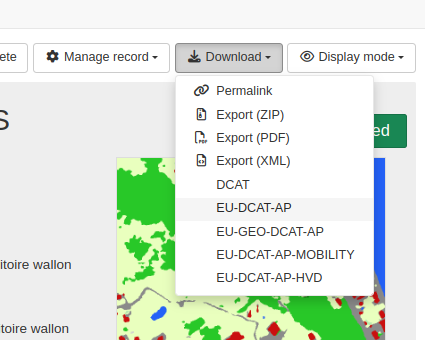 ete
Manage record
Download
Display mode
S
Permalink
ed
Export (ZIP)
Export (PDF)
Export (XML)
DCAT
EU-DCAT-AP
EU-GEO-DCAT-AP
EU-DCAT-AP-MOBILITY
itoire wallon
EU-DCAT-AP-HVD
itoire wallon